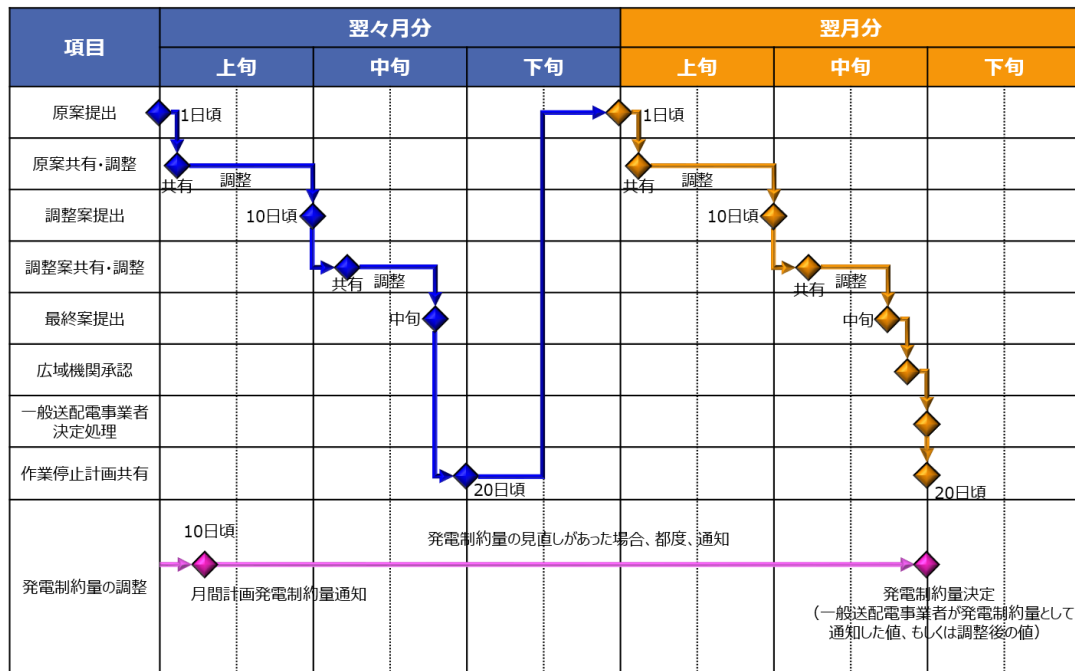 項目
翌々月分
翌月分
上旬
中旬
下旬
上旬
中旬
下旬
原案提出
1日頃
1日頃
原案共有・調整
共有
調整
共有
調整
調整案提出
10日頃
10日頃
調整案共有・調整
共有
調整
共有
調整
最終案提出
中旬
中旬
広域機関承認
一般送配電事業者
決定処理
作業停止計画共有
20日頃
20日頃
発電制約量の調整
10日頃
発電制約量の見直しがあった場合、都度、通知
月間計画発電制約量通知
発電制約量決定
（一般送配電事業者が発電制約量として
通知した値、もしくは調整後の値）